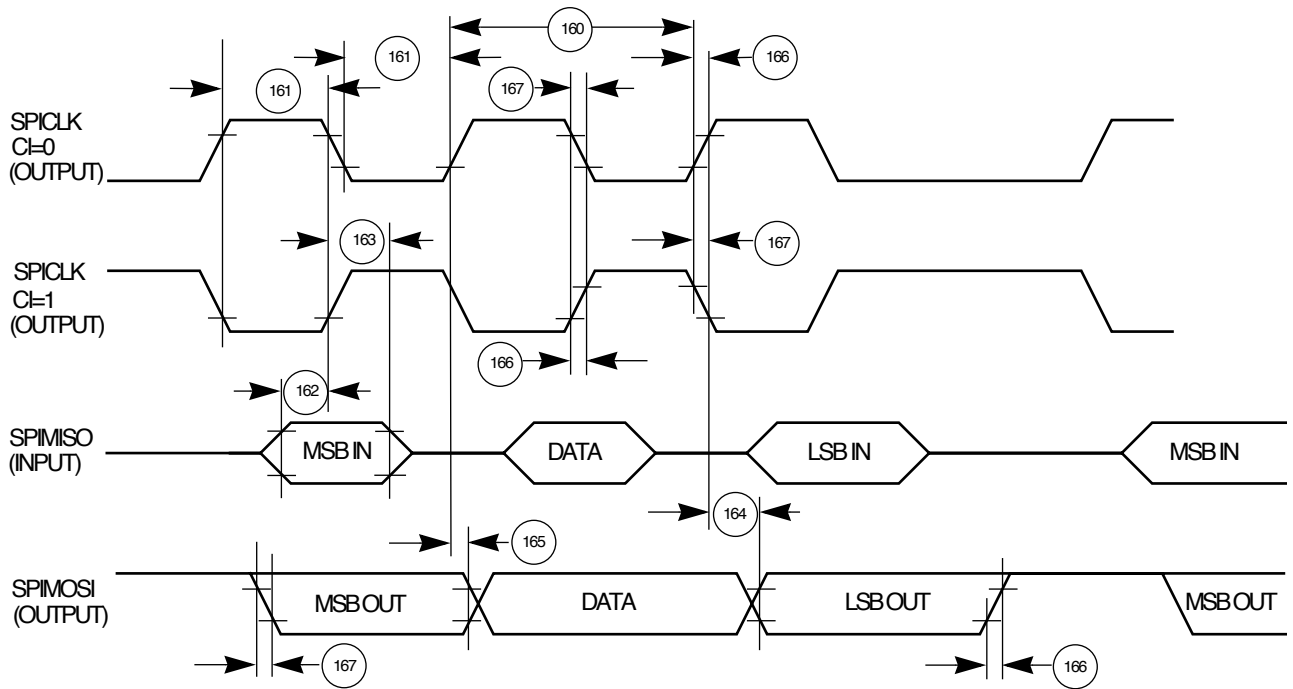 160
161
166
161
167
SPICLK
CI=0
(OUTPUT)
163
167
SPICLK
CI=1
(OUTPUT)
166
162
SPIMISO
(INPUT)
MSB IN
DATA
LSB IN
MSB IN
164
165
SPIMOSI
(OUTPUT)
MSB OUT
DATA
LSB OUT
MSB OUT
167
166